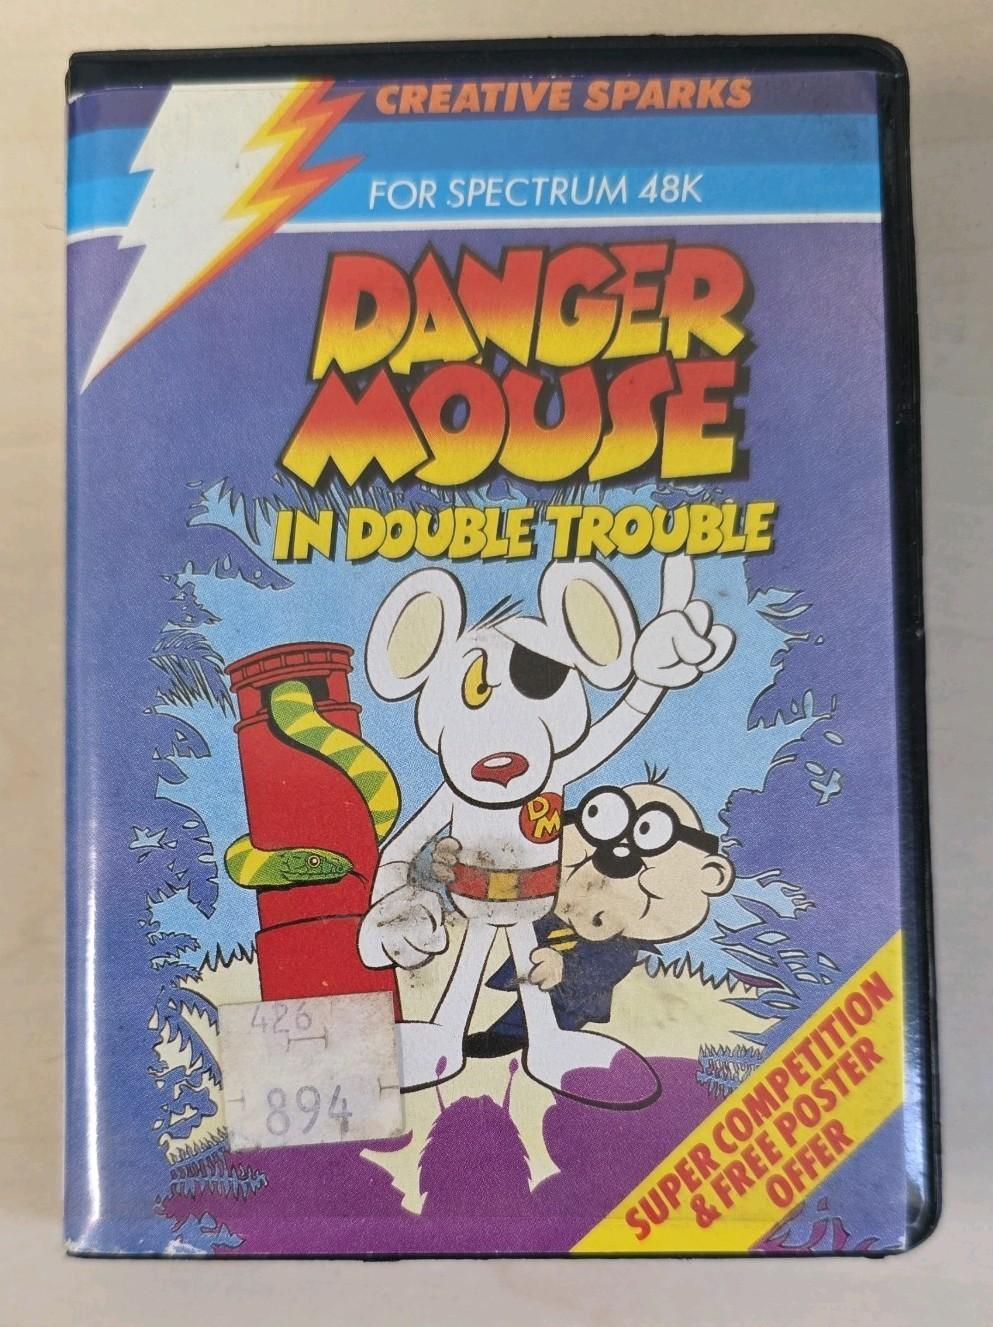 CREATIVE SPARKS
FOR SPECTRUM 48K
DANGER
MOUSE
IN DOUBLE TROUBLE
DM
426
894
SUPER COMPETITION
& FREE POSTER
OFFER